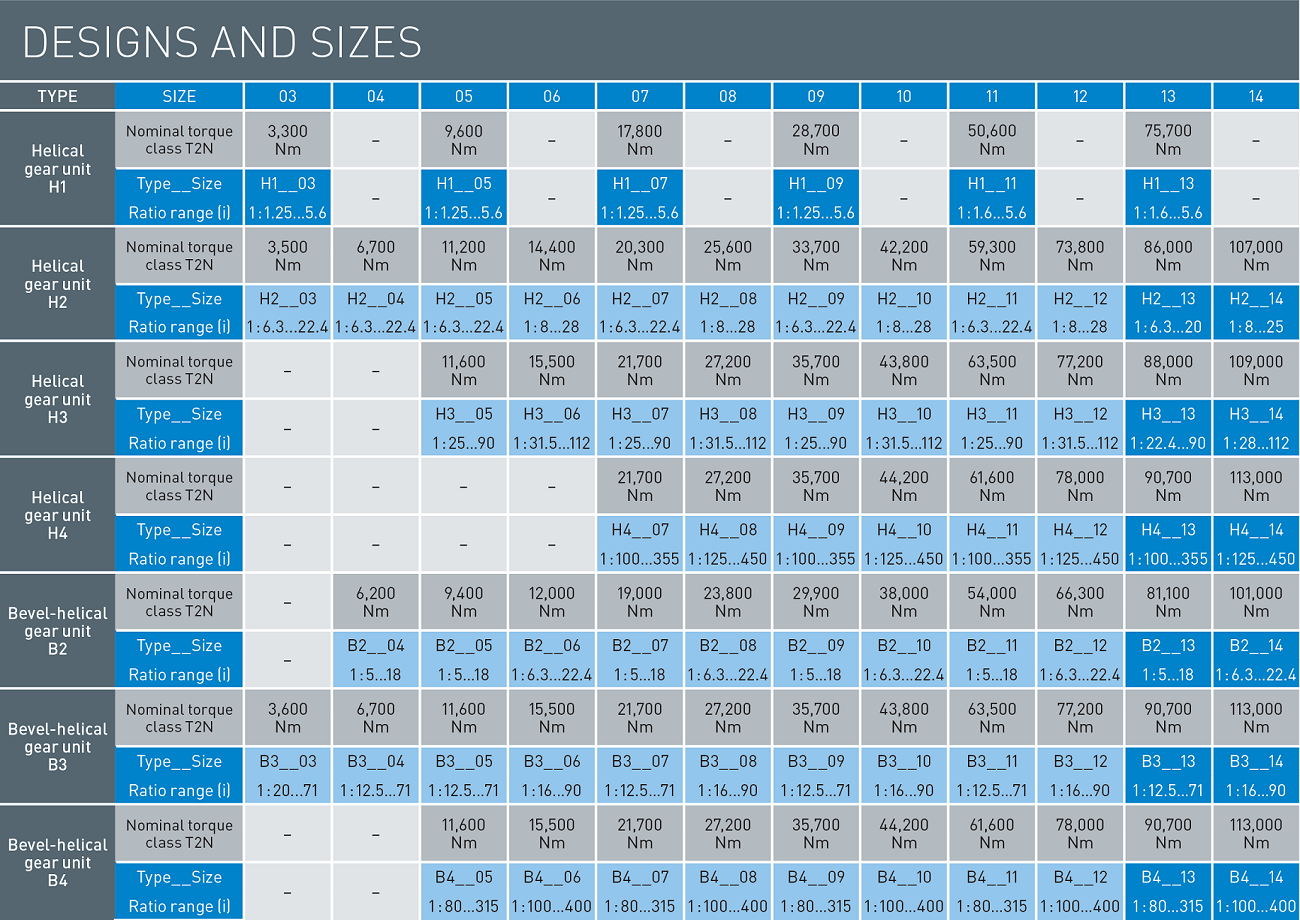 DESIGNS AND SIZES
TYPE SIZE 03 04 05 06 07 08 09 10 11 12 13 14
Helical
gear unit
H1
Nominal torque
class T2N
3,300
Nm
–
9,600
Nm
–
17,800
Nm
–
28,700
Nm
–
50,600
Nm
–
75,700
Nm
–
Type__Size H1__03 – H1__05 – H1__07 – H1__09 – H1__11 – H1__13 –
Ratio range (i) 1:1.25...5.6 1:1.25...5.6 1:1.25...5.6 1:1.25...5.6 1:1.6...5.6 1:1.6...5.6
Helical
gear unit
H2
Nominal torque
class T2N
3,500
Nm
6,700
Nm
11,200
Nm
14,400
Nm
20,300
Nm
25,600
Nm
33,700
Nm
42,200
Nm
59,300
Nm
73,800
Nm
86,000
Nm
107,000
Nm
Type__Size H2__03 H2__04 H2__05 H2__06 H2__07 H2__08 H2__09 H2__10 H2__11 H2__12 H2__13 H2__14
Ratio range (i) 1:6.3...22.4 1:6.3...22.4 1:6.3...22.4 1:8...28 1:6.3...22.4 1:8...28 1:6.3...22.4 1:8...28 1:6.3...22.4 1:8...28 1:6.3...20 1:8...25
Helical
gear unit
H3
Nominal torque
class T2N
–
–
11,600
Nm
15,500
Nm
21,700
Nm
27,200
Nm
35,700
Nm
43,800
Nm
63,500
Nm
77,200
Nm
88,000
Nm
109,000
Nm
Type__Size – – H3__05 H3__06 H3__07 H3__08 H3__09 H3__10 H3__11 H3__12 H3__13 H3__14
Ratio range (i) 1:25...90 1:31.5...112 1:25...90 1:31.5...112 1:25...90 1:31.5...112 1:25...90 1:31.5...112 1:22.4...90 1:28...112
Helical
gear unit
H4
Nominal torque
class T2N
–
–
–
–
21,700
Nm
27,200
Nm
35,700
Nm
44,200
Nm
61,600
Nm
78,000
Nm
90,700
Nm
113,000
Nm
Type__Size – – – – H4__07 H4__08 H4__09 H4__10 H4__11 H4__12 H4__13 H4__14
Ratio range (i) 1:100...355 1:125...450 1:100...355 1:125...450 1:100...355 1:125...450 1:100...355 1:125...450
Bevel-helical
gear unit
B2
Nominal torque
class T2N
–
6,200
Nm
9,400
Nm
12,000
Nm
19,000
Nm
23,800
Nm
29,900
Nm
38,000
Nm
54,000
Nm
66,300
Nm
81,100
Nm
101,000
Nm
Type__Size – B2__04 B2__05 B2__06 B2__07 B2__08 B2__09 B2__10 B2__11 B2__12 B2__13 B2__14
Ratio range (i) 1:5...18 1:5...18 1:6.3...22.4 1:5...18 1:6.3...22.4 1:5...18 1:6.3...22.4 1:5...18 1:6.3...22.4 1:5...18 1:6.3...22.4
Bevel-helical
gear unit
B3
Nominal torque
class T2N
3,600
Nm
6,700
Nm
11,600
Nm
15,500
Nm
21,700
Nm
27,200
Nm
35,700
Nm
43,800
Nm
63,500
Nm
77,200
Nm
90,700
Nm
113,000
Nm
Type__Size B3__03 B3__04 B3__05 B3__06 B3__07 B3__08 B3__09 B3__10 B3__11 B3__12 B3__13 B3__14
Ratio range (i) 1:20...71 1:12.5...71 1:12.5...71 1:16...90 1:12.5...71 1:16...90 1:12.5...71 1:16...90 1:12.5...71 1:16...90 1:12.5...71 1:16...90
Bevel-helical
gear unit
B4
Nominal torque
class T2N
–
–
11,600
Nm
15,500
Nm
21,700
Nm
27,200
Nm
35,700
Nm
44,200
Nm
61,600
Nm
78,000
Nm
90,700
Nm
113,000
Nm
Type__Size – – B4__05 B4__06 B4__07 B4__08 B4__09 B4__10 B4__11 B4__12 B4__13 B4__14
Ratio range (i) 1:80...315 1:100...400 1:80...315 1:100...400 1:80...315 1:100...400 1:80...315 1:100...400 1:80...315 1:100...400